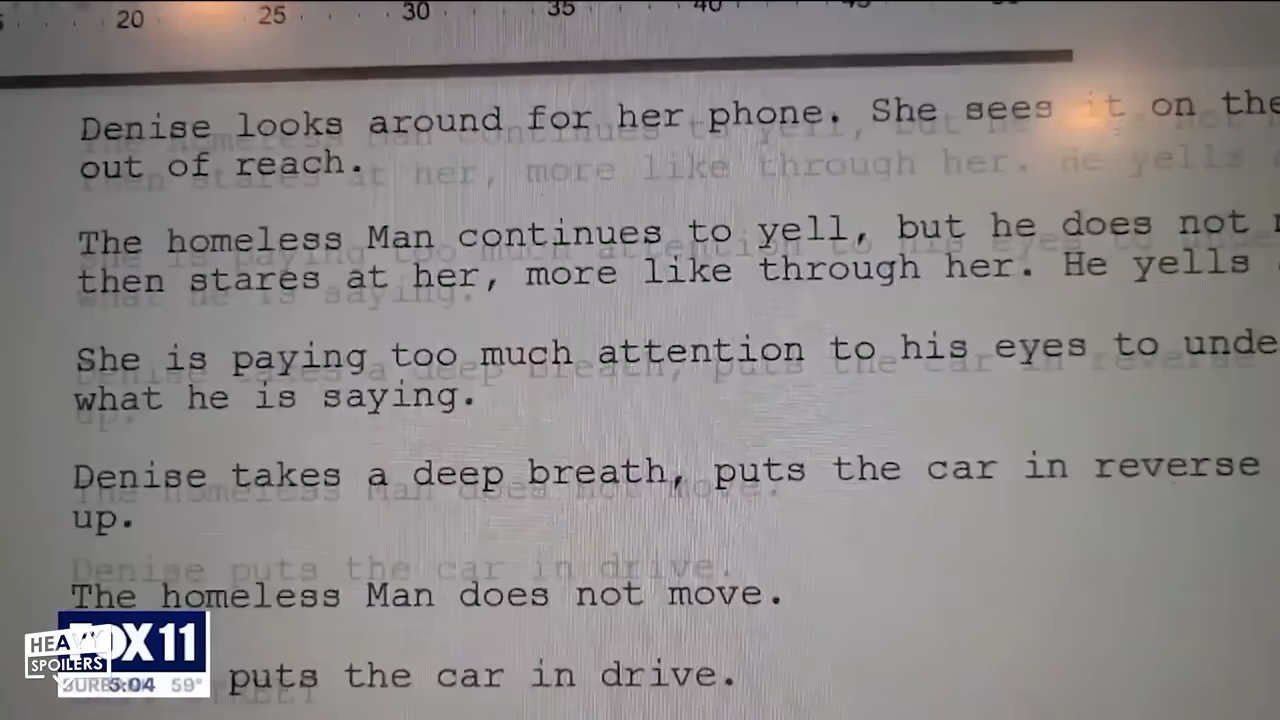 20 25 30 35 40
Denise looks around for her phone. She sees it on the
out of reach.
The homeless Man continues to yell, but he does not
then stares at her, more like through her. He yells
She is paying too much attention to his eyes to unde
what he is saying.
Denise takes a deep breath, puts the car in reverse
up.
The homeless Man does not move.
puts the car in drive.
FOX 11
HEAVY
SPOILERS
5:04 59°